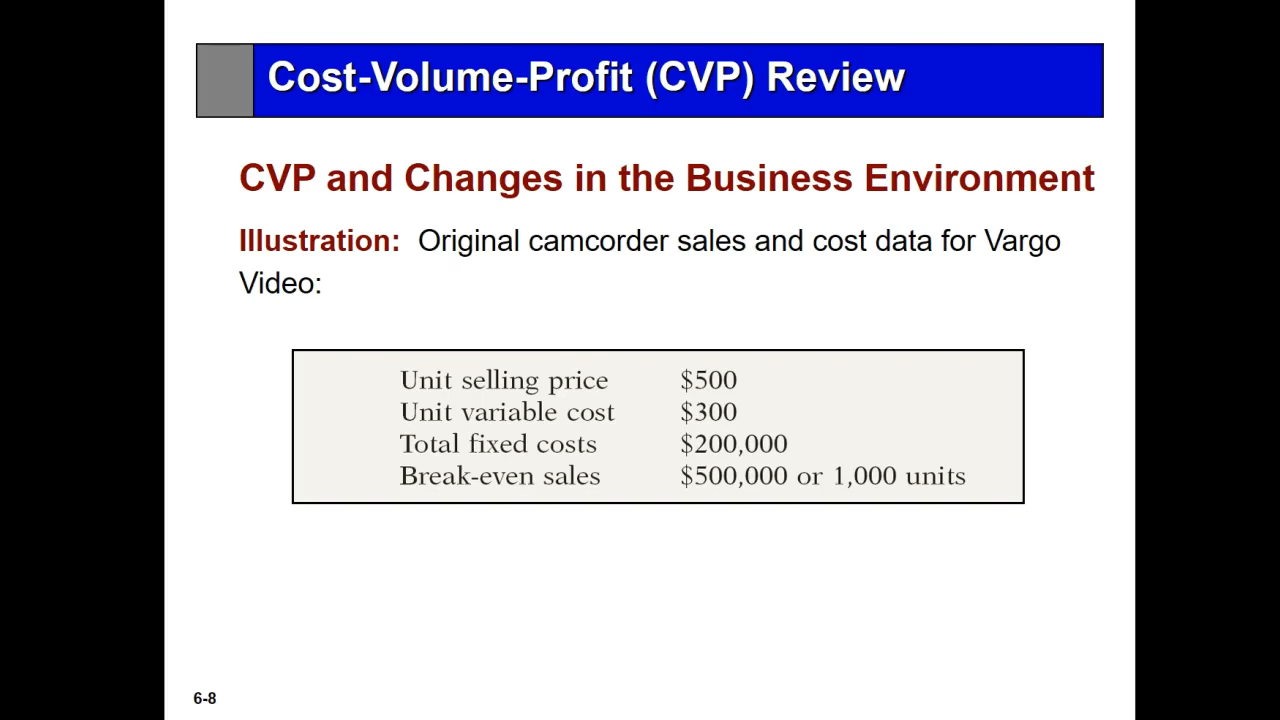 Cost-Volume-Profit (CVP) Review
CVP and Changes in the Business Environment
Illustration: Original camcorder sales and cost data for Vargo
Video:
Unit selling price $500
Unit variable cost $300
Total fixed costs $200,000
Break-even sales $500,000 or 1,000 units
6-8